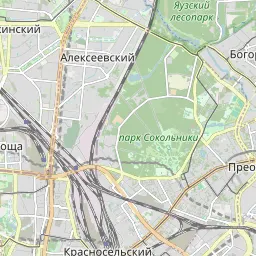 Яузский
лесопарк
кинский
Алексеевский
Богор
парк Сокольники
оща
Прео
Красносельский